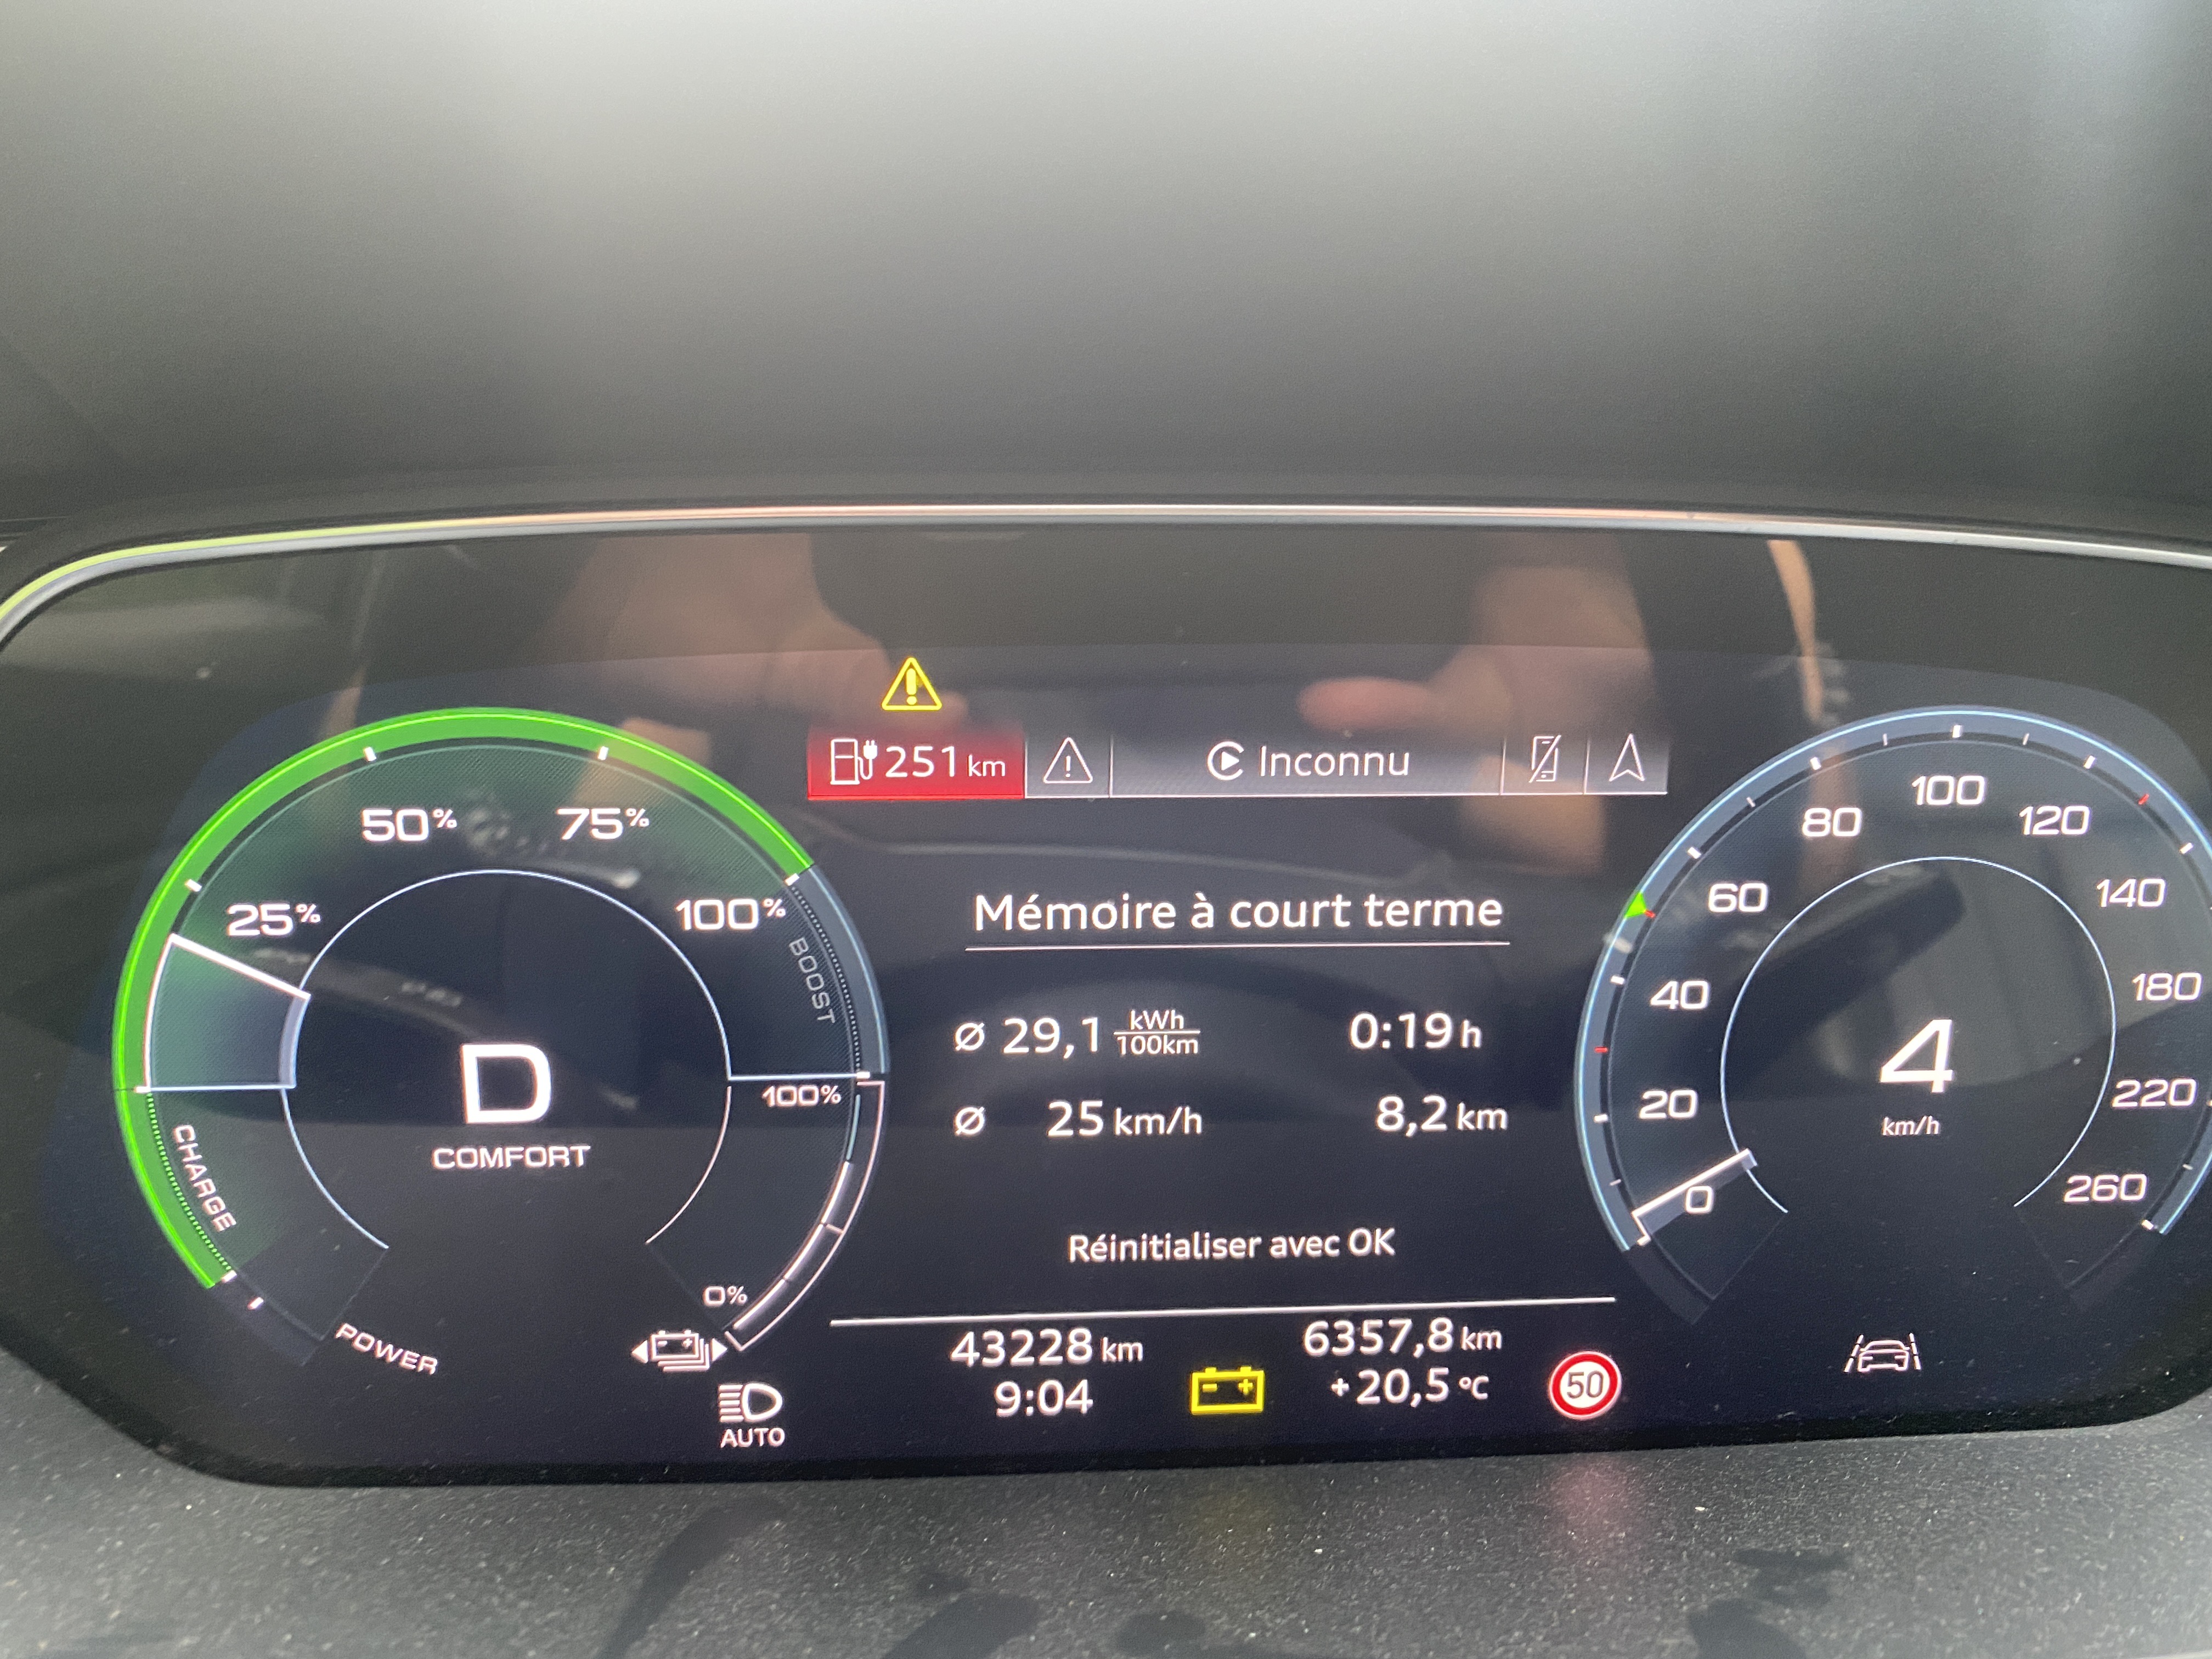 251 km
Inconnu
25%
50%
75%
100%
BOOST
100%
0%
CHARGE
POWER
D
COMFORT
Mémoire à court terme
Ø 29,1 kWh/100km 0:19 h
Ø 25 km/h 8,2 km
Réinitialiser avec OK
43228 km
6357,8 km
9:04
+20,5 °C
50
AUTO
0
20
40
60
80
100
120
140
180
220
260
4
km/h